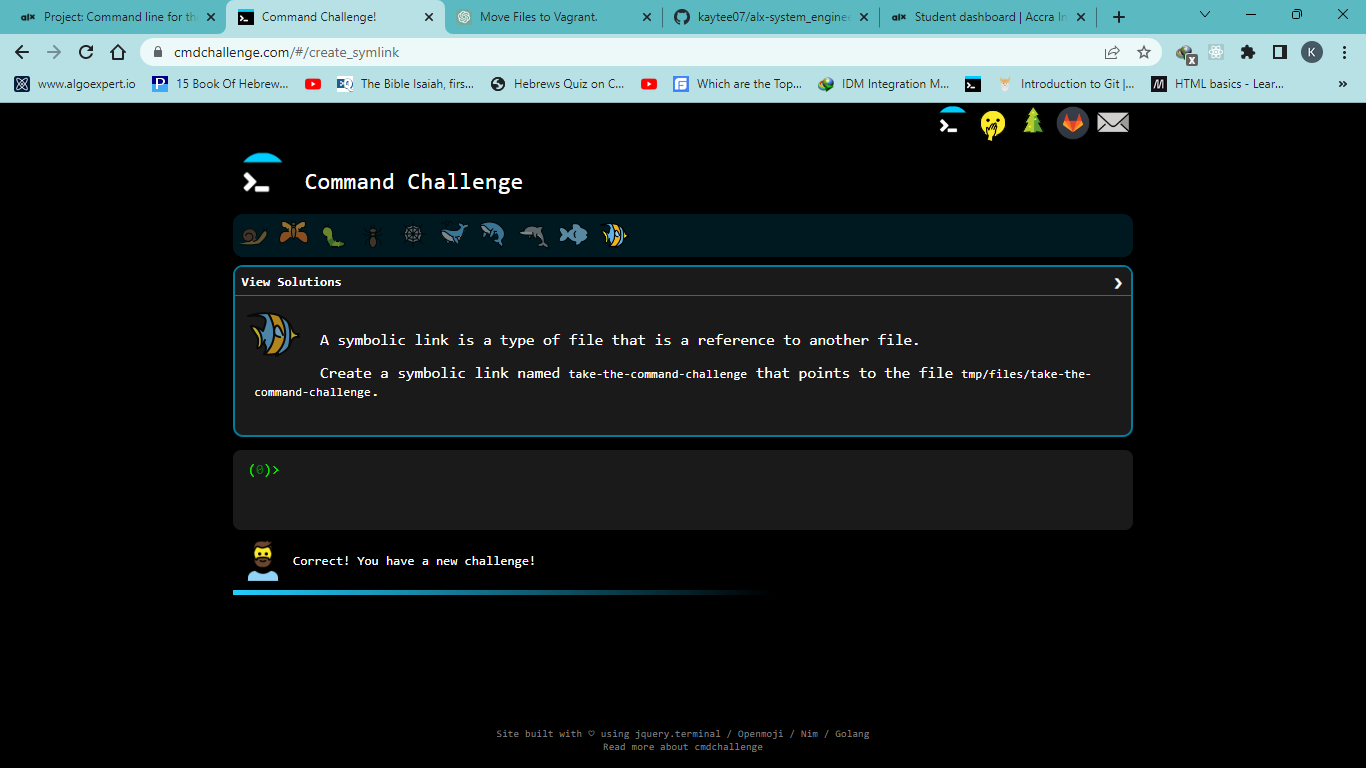 Project: Command line for th
Command Challenge!
Move Files to Vagrant.
kaytee07/alx-system_engine
Student dashboard | Accra In
cmdchallenge.com/#/create_symlink
K
www.algoexpert.io
15 Book Of Hebrew...
The Bible Isaiah, firs...
Hebrews Quiz on C...
Which are the Top...
IDM Integration M...
Introduction to Git |...
HTML basics - Lear...
Command Challenge
View Solutions
A symbolic link is a type of file that is a reference to another file.
Create a symbolic link named take-the-command-challenge that points to the file tmp/files/take-the-
command-challenge.
(0)>
Correct! You have a new challenge!
Site built with ♡ using jquery.terminal / Openmoji / Nim / Golang
Read more about cmdchallenge